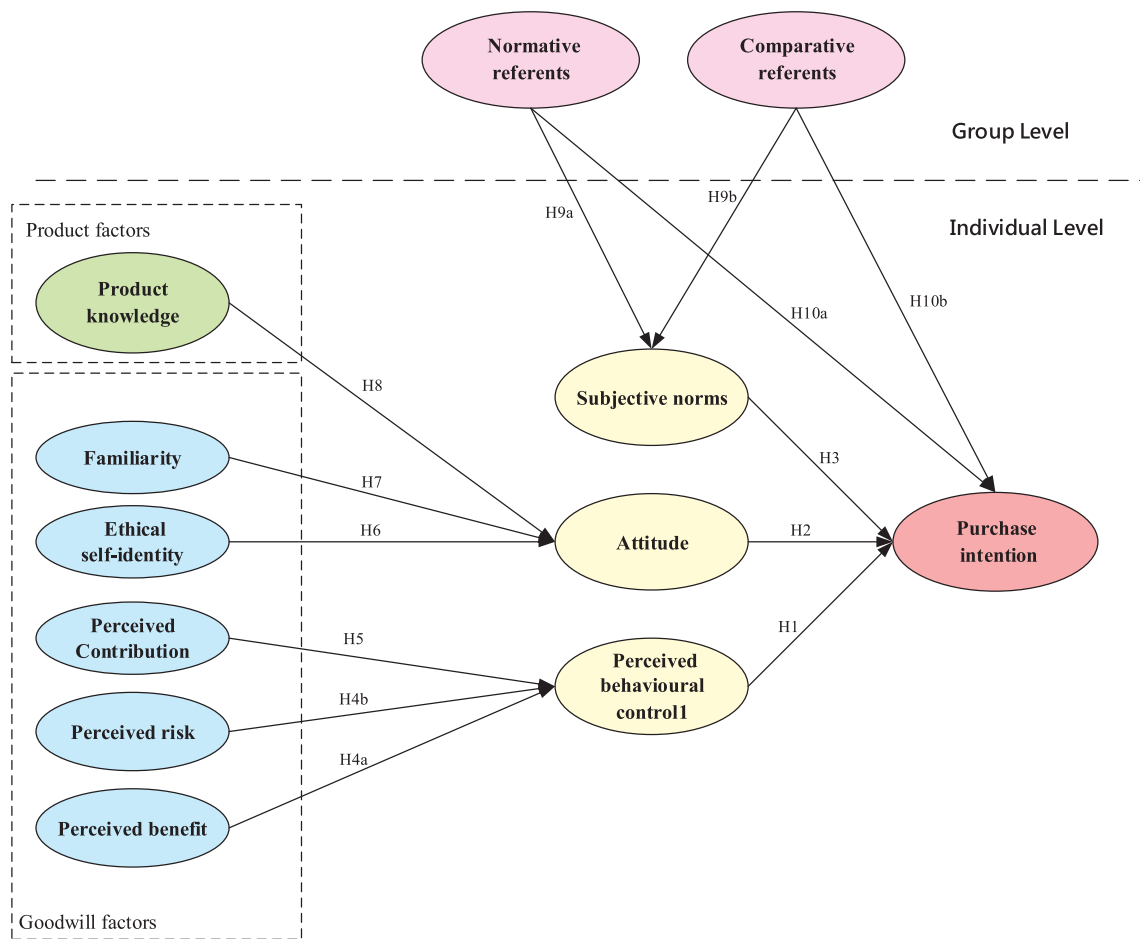 Normative
referents
Comparative
referents
Group Level
H9a
H9b
Individual Level
Product factors
Product
knowledge
H10a
H10b
H8
Subjective norms
Familiarity
H7
H3
Ethical
self-identity
H6
Attitude
H2
Purchase
intention
Perceived
Contribution
H5
H1
Perceived
behavioural
control1
Perceived risk
H4b
H4a
Perceived benefit
Goodwill factors